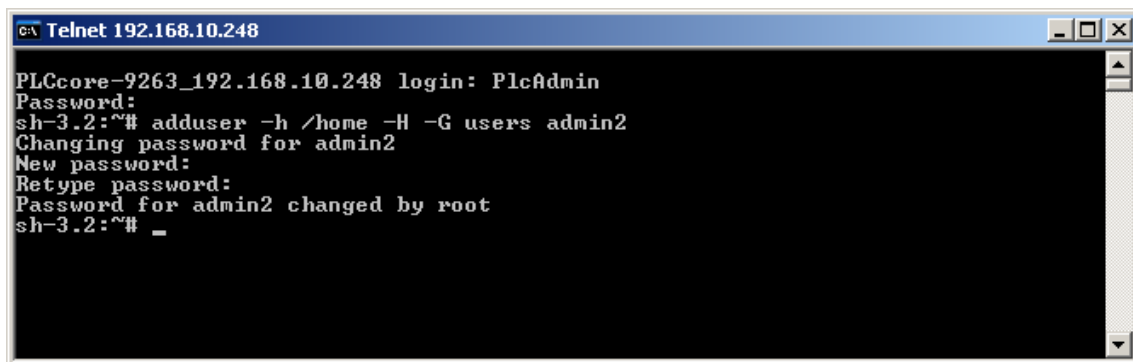 Telnet 192.168.10.248
PLCcore-9263_192.168.10.248 login: PlcAdmin
Password:
sh-3.2:~# adduser -h /home -H -G users admin2
Changing password for admin2
New password:
Retype password:
Password for admin2 changed by root
sh-3.2:~# _